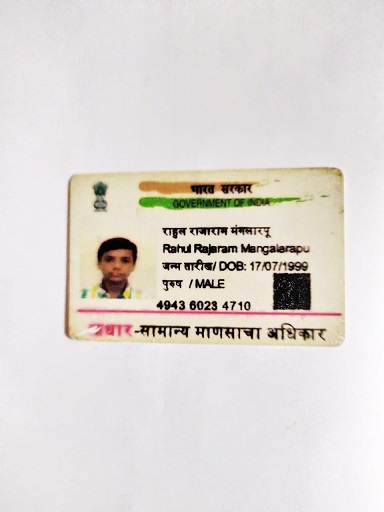 भारत सरकार
GOVERNMENT OF INDIA
राहुल राजाराम मंगलारपू
Rahul Rajaram Mangalarapu
जन्म तारीख/ DOB: 17/07/1999
पुरुष / MALE
4943 6023 4710
आधार-सामान्य माणसाचा अधिकार